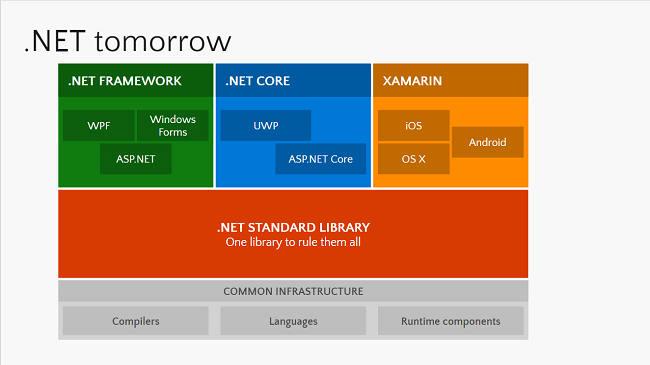 .NET tomorrow
.NET FRAMEWORK
WPF
Windows
Forms
ASP.NET
.NET CORE
UWP
ASP.NET Core
XAMARIN
iOS
Android
OS X
.NET STANDARD LIBRARY
One library to rule them all
COMMON INFRASTRUCTURE
Compilers
Languages
Runtime components